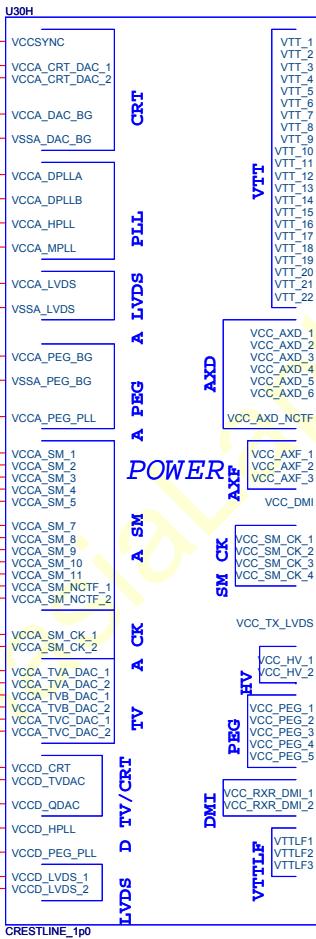 U30H
VCCSYNC
VCCA_CRT_DAC_1
VCCA_CRT_DAC_2
VCCA_DAC_BG
VSSA_DAC_BG
CRT
VCCA_DPLLA
VCCA_DPLLB
VCCA_HPLL
VCCA_MPLL
PLL
VCCA_LVDS
VSSA_LVDS
A LVDS
VCCA_PEG_BG
VSSA_PEG_BG
VCCA_PEG_PLL
A PEG
VCCA_SM_1
VCCA_SM_2
VCCA_SM_3
VCCA_SM_4
VCCA_SM_5
VCCA_SM_7
VCCA_SM_8
VCCA_SM_9
VCCA_SM_10
VCCA_SM_11
VCCA_SM_NCTF_1
VCCA_SM_NCTF_2
A SM
VCCA_SM_CK_1
VCCA_SM_CK_2
A CK
VCCA_TVA_DAC_1
VCCA_TVA_DAC_2
VCCA_TVB_DAC_1
VCCA_TVB_DAC_2
VCCA_TVC_DAC_1
VCCA_TVC_DAC_2
TV
VCCD_CRT
VCCD_TVDAC
VCCD_QDAC
D TV/CRT
VCCD_HPLL
VCCD_PEG_PLL
VCCD_LVDS_1
VCCD_LVDS_2
LVDS
POWER
VTT_1
VTT_2
VTT_3
VTT_4
VTT_5
VTT_6
VTT_7
VTT_8
VTT_9
VTT_10
VTT_11
VTT_12
VTT_13
VTT_14
VTT_15
VTT_16
VTT_17
VTT_18
VTT_19
VTT_20
VTT_21
VTT_22
VTT
VCC_AXD_1
VCC_AXD_2
VCC_AXD_3
VCC_AXD_4
VCC_AXD_5
VCC_AXD_6
VCC_AXD_NCTF
AXD
VCC_AXF_1
VCC_AXF_2
VCC_AXF_3
AXF
VCC_DMI
VCC_SM_CK_1
VCC_SM_CK_2
VCC_SM_CK_3
VCC_SM_CK_4
SM CK
VCC_TX_LVDS
VCC_HV_1
VCC_HV_2
HV
VCC_PEG_1
VCC_PEG_2
VCC_PEG_3
VCC_PEG_4
VCC_PEG_5
PEG
VCC_RXR_DMI_1
VCC_RXR_DMI_2
DMI
VTTLF1
VTTLF2
VTTLF3
VTTLF
CRESTLINE_1p0